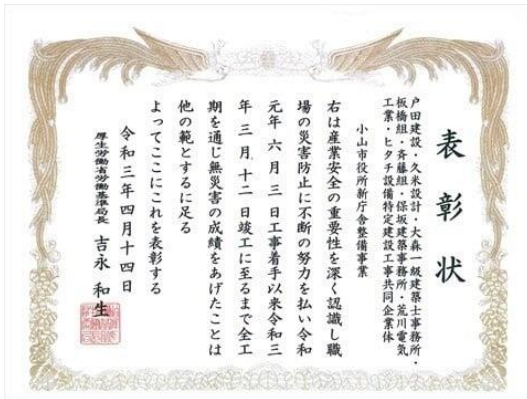 表彰状
戸田建設・久米設計・大森一級建築士事務所・
板橋組・斉藤組・保坂建築事務所・荒川電気
工業・ヒタチ設備特定建設工事共同企業体
小山市役所新庁舎整備事業
右は産業安全の重要性を深く認識し職
場の災害防止に不断の努力を払い令和
元年六月三日工事着手以来令和三
年三月十二日竣工に至るまで全工
期を通じ無災害の成績をあげたことは
他の範とするに足る
よってここにこれを表彰する
令和三年四月十四日
厚生労働省労働基準局長 吉永和生